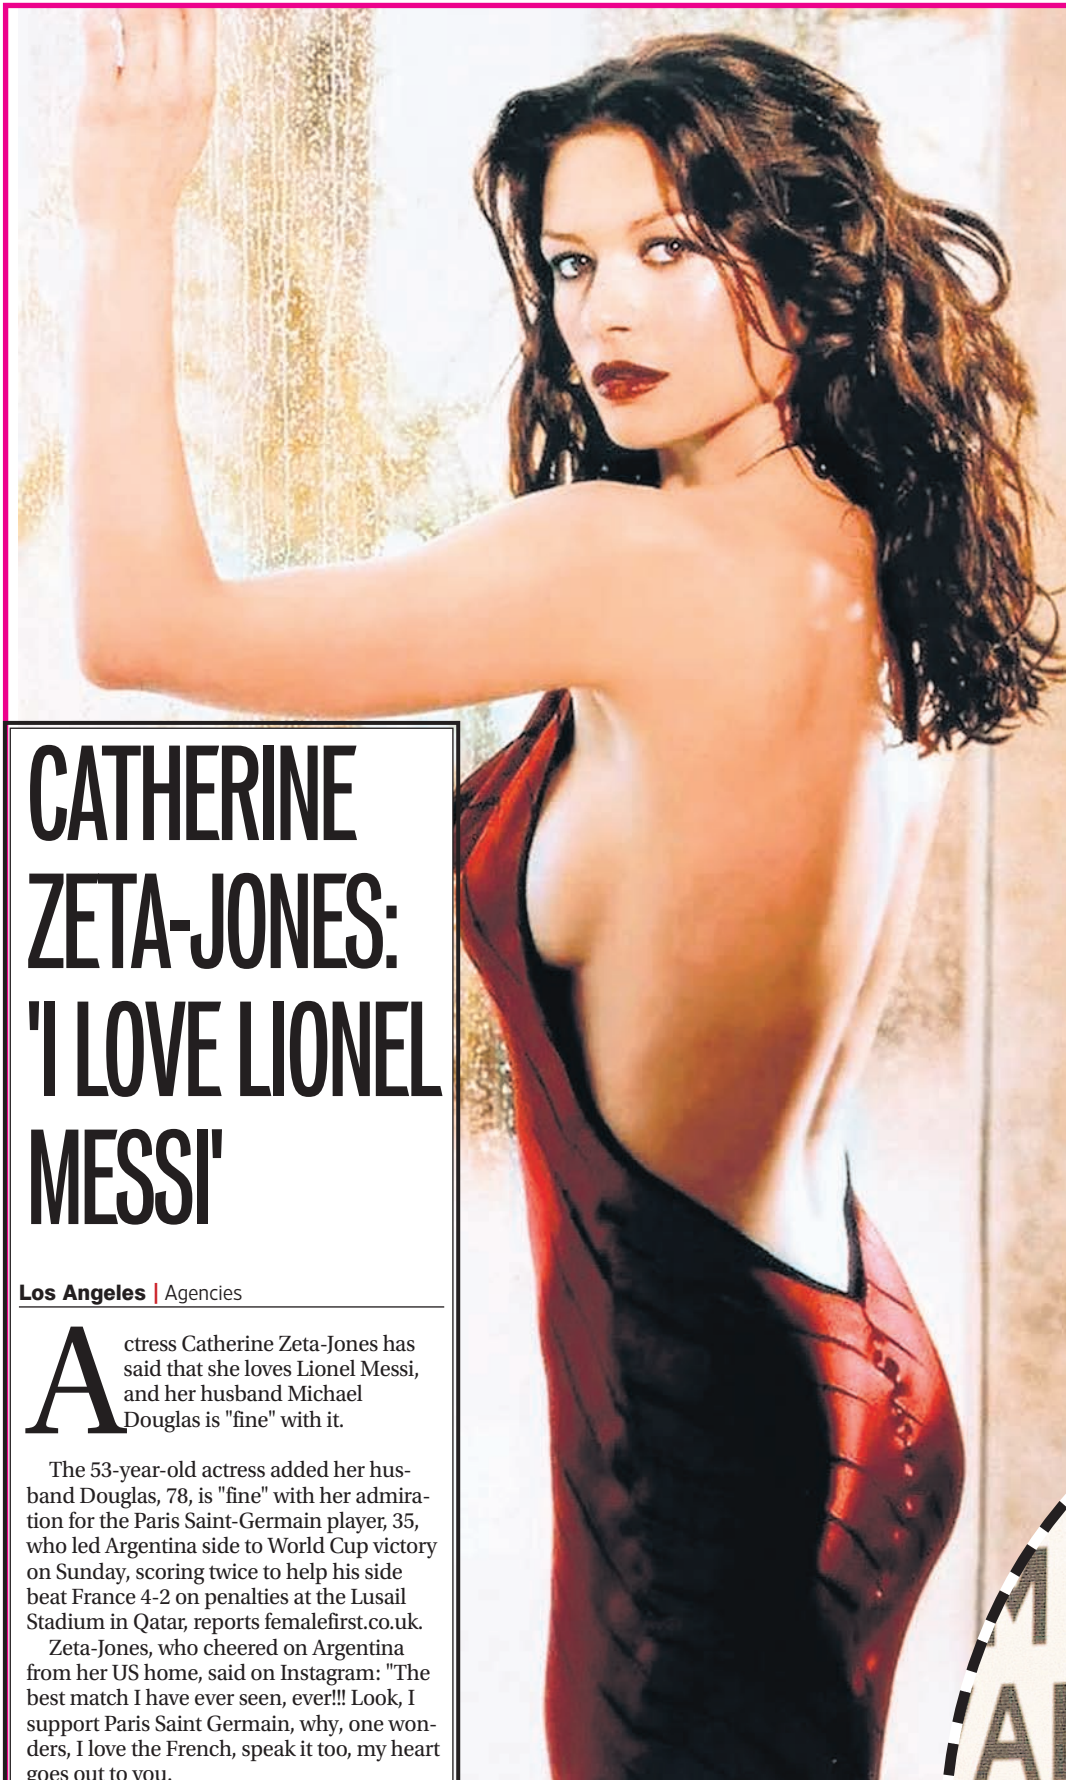 CATHERINE
ZETA-JONES:
'I LOVE LIONEL
MESSI'
Los Angeles | Agencies
Actress Catherine Zeta-Jones has
said that she loves Lionel Messi,
and her husband Michael
Douglas is "fine" with it.
The 53-year-old actress added her hus-
band Douglas, 78, is "fine" with her admira-
tion for the Paris Saint-Germain player, 35,
who led Argentina side to World Cup victory
on Sunday, scoring twice to help his side
beat France 4-2 on penalties at the Lusail
Stadium in Qatar, reports femalefirst.co.uk.
Zeta-Jones, who cheered on Argentina
from her US home, said on Instagram: "The
best match I have ever seen, ever!!! Look, I
support Paris Saint Germain, why, one won-
ders, I love the French, speak it too, my heart
goes out to you.